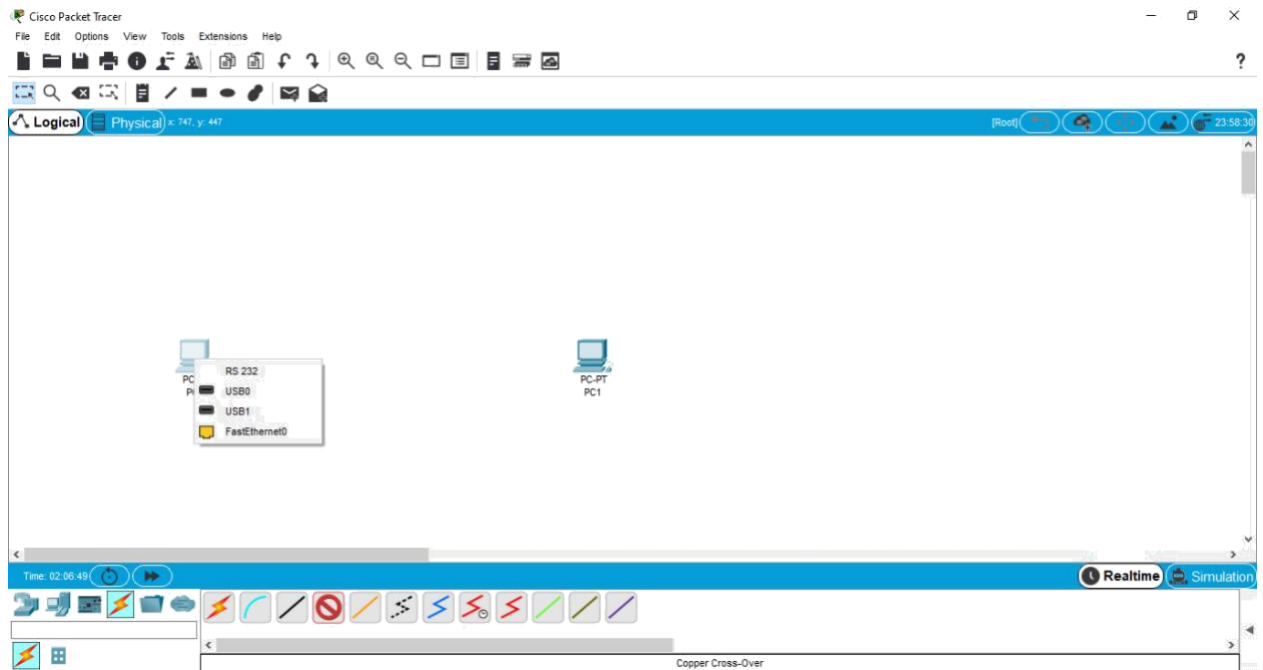 Cisco Packet Tracer
File Edit Options View Tools Extensions Help
?
Logical Physical x: 747, y: 447 [Root] 23:58:30
PC-PT
PC1
RS 232
USB0
USB1
FastEthernet0
Time: 02:06:49 Realtime Simulation
Copper Cross-Over